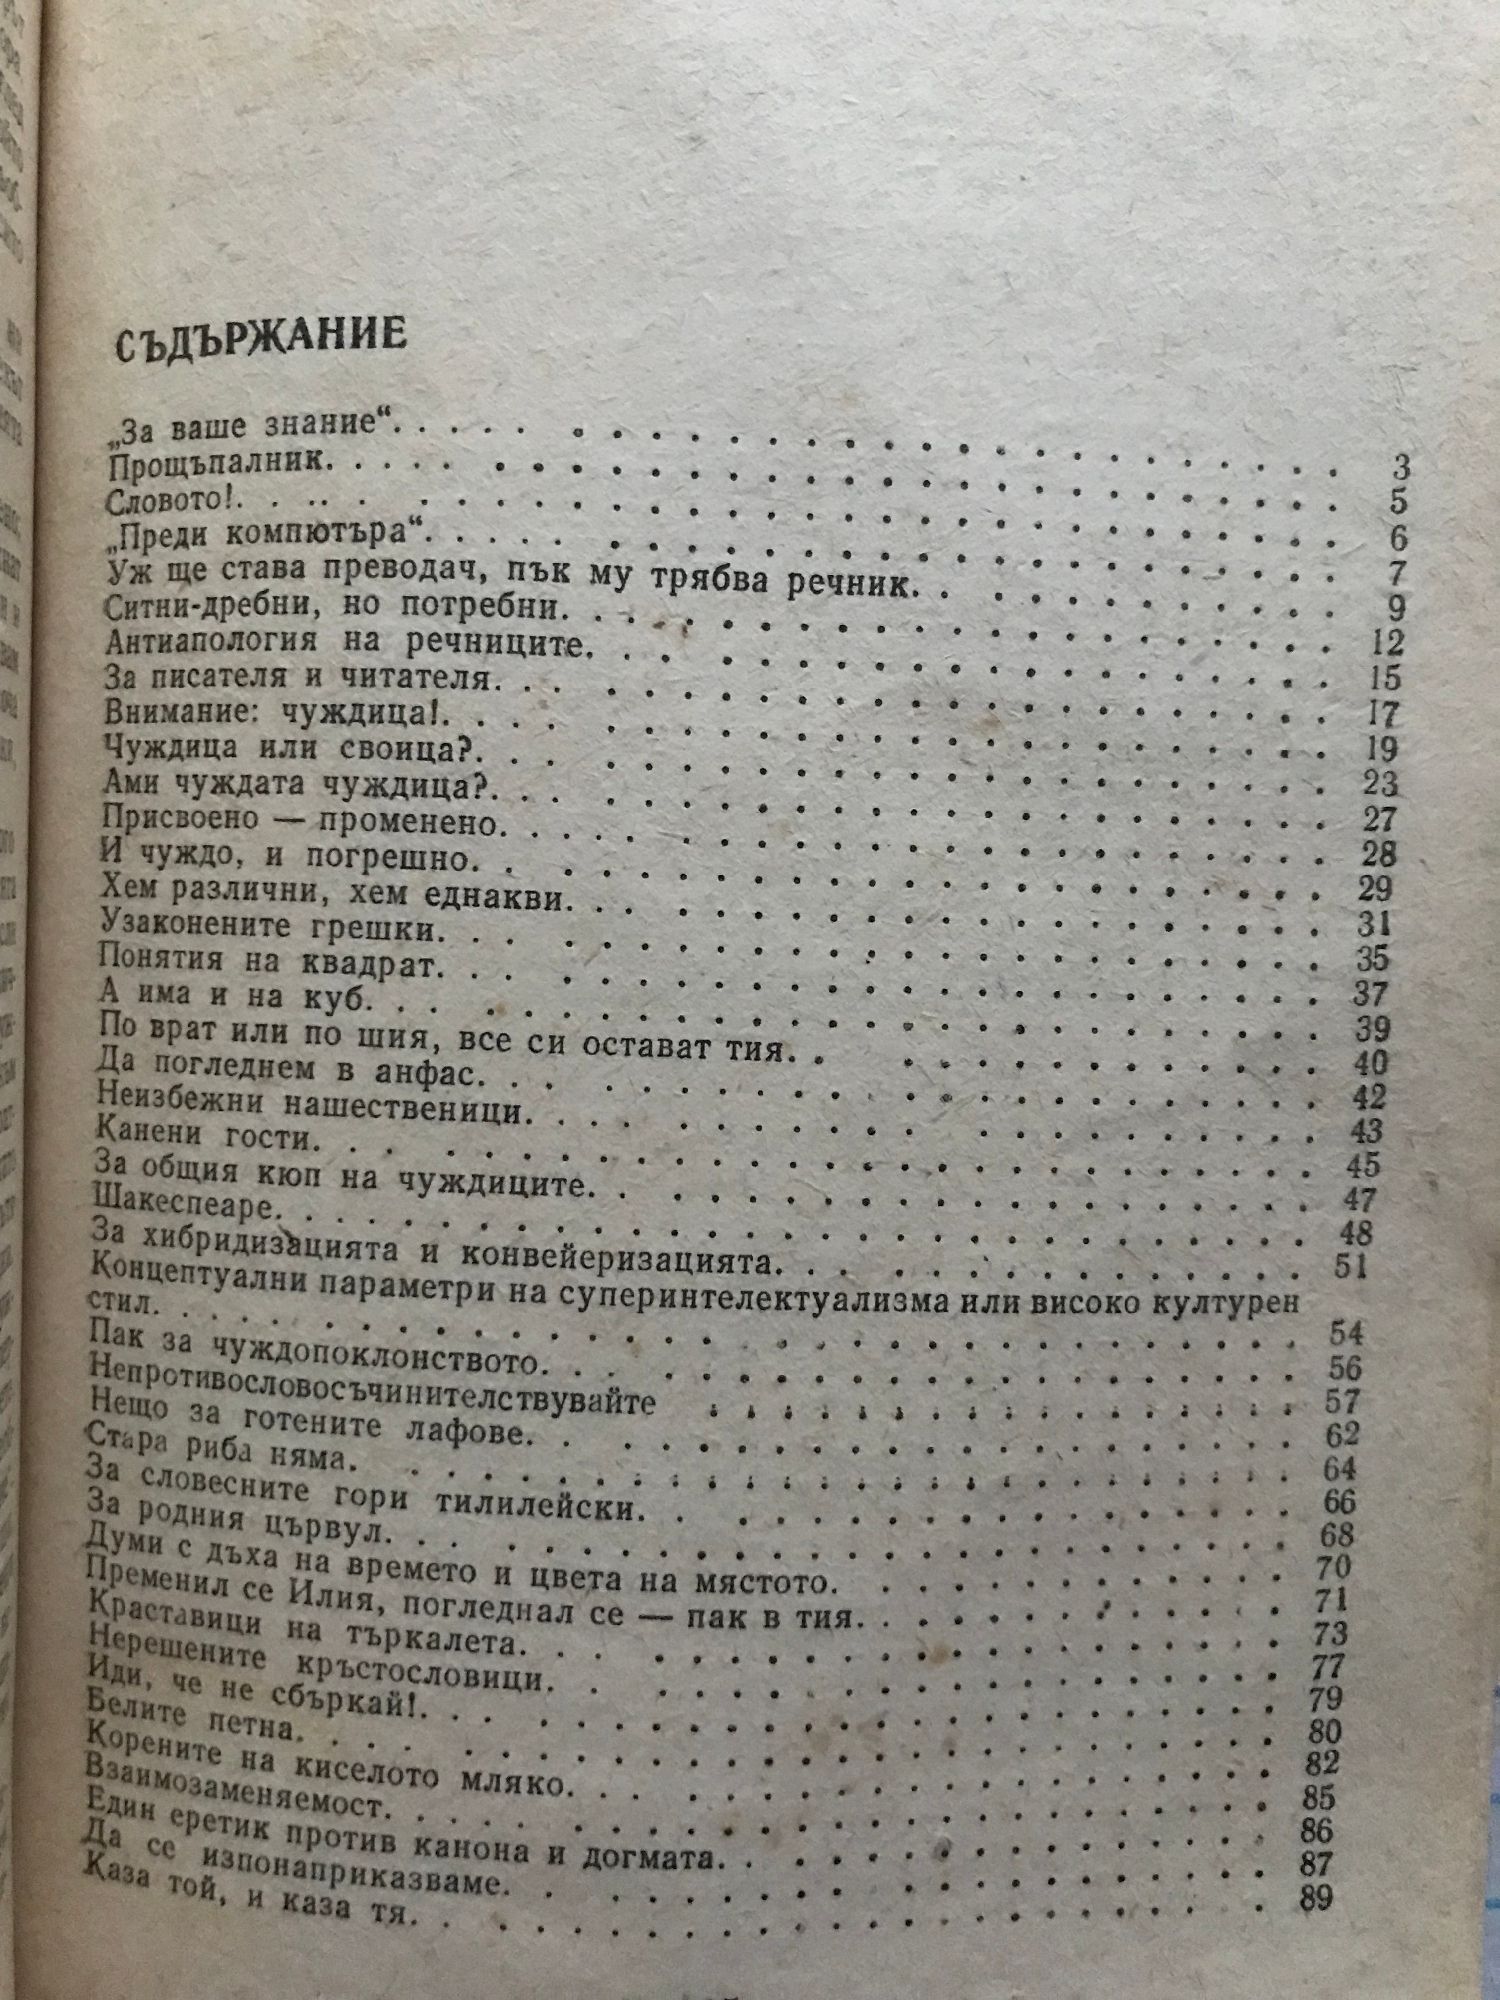 СЪДЪРЖАНИЕ
„За ваше знание“. . . . . . . . . . 3
Прощъпалник. . . . . . . . . . 5
Словото!. . . . . . . . . . 6
„Преди компютъра“. . . . . . . . . . 7
Уж ще става преводач, пък му трябва речник. . . . . . . . . . 9
Ситни-дребни, но потребни. . . . . . . . . . 12
Антиапология на речниците. . . . . . . . . . 15
За писателя и читателя. . . . . . . . . . 17
Внимание: чуждица!. . . . . . . . . . 19
Чуждица или своица?. . . . . . . . . . 23
Ами чуждата чуждица?. . . . . . . . . . 27
Присвоено — променено. . . . . . . . . . 28
И чуждо, и погрешно. . . . . . . . . . 29
Хем различни, хем еднакви. . . . . . . . . . 31
Узаконените грешки. . . . . . . . . . 35
Понятия на квадрат. . . . . . . . . . 37
А има и на куб. . . . . . . . . . 39
По врат или по шия, все си остават тия. . . . . . . . . . 40
Да погледнем в анфас. . . . . . . . . . 42
Неизбежни нашественици. . . . . . . . . . 43
Канени гости. . . . . . . . . . 45
За общия кюп на чуждиците. . . . . . . . . . 47
Шакеспеаре. . . . . . . . . . 48
За хибридизацията и конвейеризацията. . . . . . . . . . 51
Концептуални параметри на суперинтелектуализма или високо културен
стил. . . . . . . . . . 54
Пак за чуждопоклонството. . . . . . . . . . 56
Непротивословосъчинителствувайте . . . . . . . . . . 57
Нещо за готените лафове. . . . . . . . . . 62
Стара риба няма. . . . . . . . . . 64
За словесните гори тилилейски. . . . . . . . . . 66
За родния цървул. . . . . . . . . . 68
Думи с дъха на времето и цвета на мястото. . . . . . . . . . 70
Пременил се Илия, погледнал се — пак в тия. . . . . . . . . . 71
Краставици на търкалета. . . . . . . . . . 73
Нерешените кръстословици. . . . . . . . . . 77
Иди, че не сбъркай!. . . . . . . . . . 79
Белите петна. . . . . . . . . . 80
Корените на киселото мляко. . . . . . . . . . 82
Взаимозаменяемост. . . . . . . . . . 85
Един еретик против канона и догмата. . . . . . . . . . 86
Да се изпонаприказваме. . . . . . . . . . 87
Каза той, и каза тя. . . . . . . . . . 89